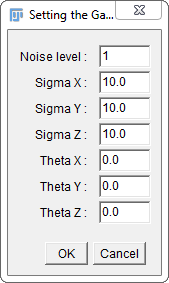 Setting the Ga...
Noise level : 1
Sigma X : 10.0
Sigma Y : 10.0
Sigma Z : 10.0
Theta X : 0.0
Theta Y : 0.0
Theta Z : 0.0
OK Cancel